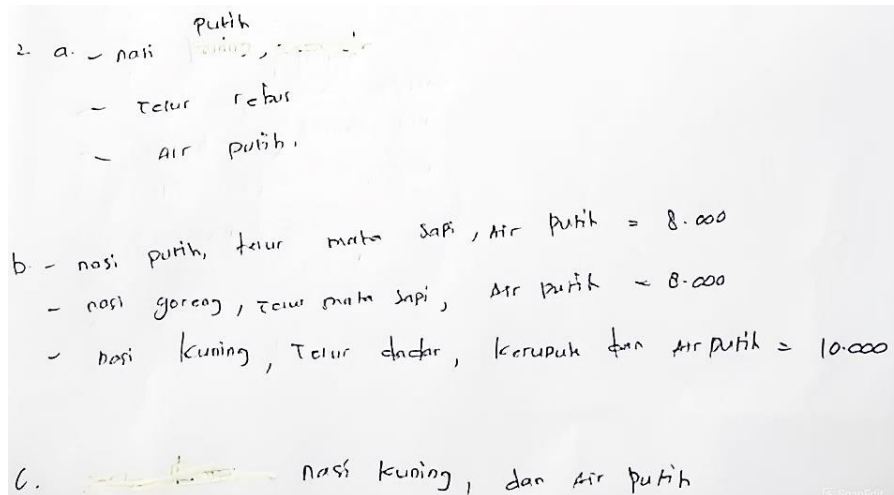 2. a. - nasi putih
- Telur rebus
- Air putih.
b. - nasi putih, telur mata sapi, Air putih = 8.000
- nasi goreng, Telur mata sapi, Air putih = 8.000
- nasi kuning, Telur dadar, kerupuk dan Air putih = 10.000
C. nasi kuning, dan Air putih